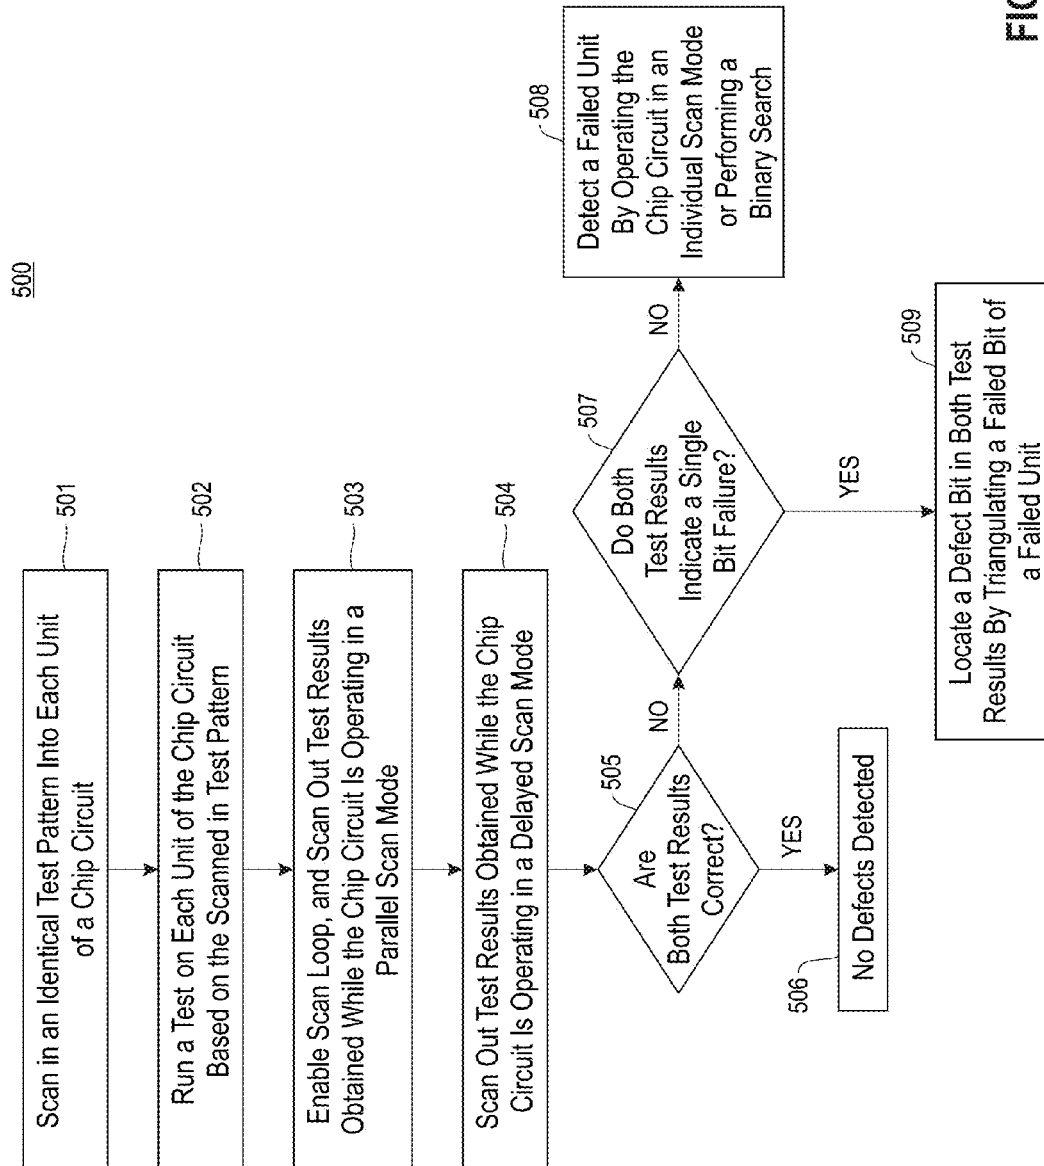 500
Scan in an Identical Test Pattern Into Each Unit
of a Chip Circuit
501
Run a Test on Each Unit of the Chip Circuit
Based on the Scanned in Test Pattern
502
Enable Scan Loop, and Scan Out Test Results
Obtained While the Chip Circuit Is Operating in a
Parallel Scan Mode
503
Scan Out Test Results Obtained While the Chip
Circuit Is Operating in a Delayed Scan Mode
504
Are
Both Test Results
Correct?
505
YES
NO
No Defects Detected
506
Do Both
Test Results
Indicate a Single
Bit Failure?
507
NO
YES
Detect a Failed Unit
By Operating the
Chip Circuit in an
Individual Scan Mode
or Performing a
Binary Search
508
Locate a Defect Bit in Both Test
Results By Triangulating a Failed Bit of
a Failed Unit
509